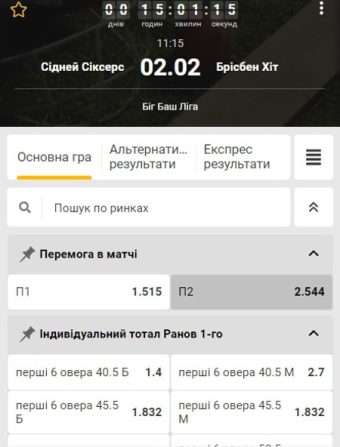 00 15:01:15
днів годин хвилин секунд
11:15
Сідней Сіксерс 02.02 Брісбен Хіт
Біг Баш Ліга
Основна гра
Альтернати...
результати
Експрес
результати
Пошук по ринках
Перемога в матчі
П1 1.515 П2 2.544
Індивідуальний тотал Ранов 1-го
перші 6 овера 40.5 Б 1.4 перші 6 овера 40.5 М 2.7
перші 6 овера 45.5
Б 1.832
перші 6 овера 45.5
М 1.832